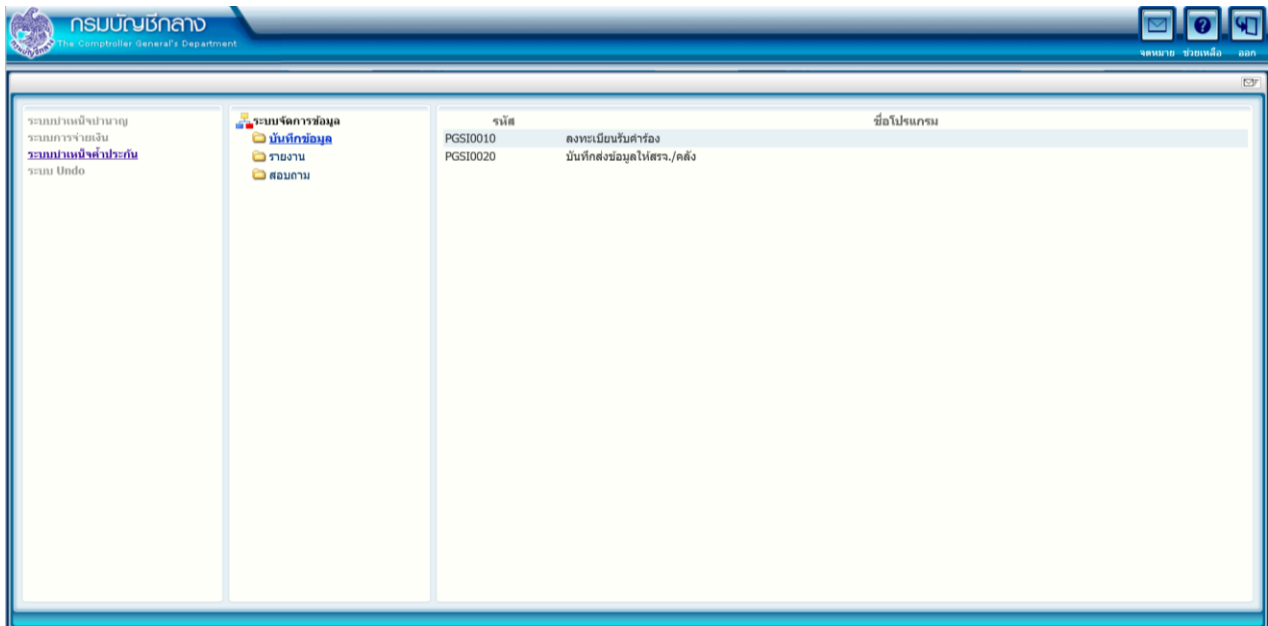 กรมบัญชีกลาง
The Comptroller General's Department
จดหมาย ช่วยเหลือ ออก
ระบบบำเหน็จบำนาญ
ระบบการจ่ายเงิน
ระบบบำเหน็จค้ำประกัน
ระบบ Undo
ระบบจัดการข้อมูล
บันทึกข้อมูล
รายงาน
สอบถาม
รหัส ชื่อโปรแกรม
PGSI0010 ลงทะเบียนรับคำร้อง
PGSI0020 บันทึกส่งข้อมูลให้สรจ./คลัง